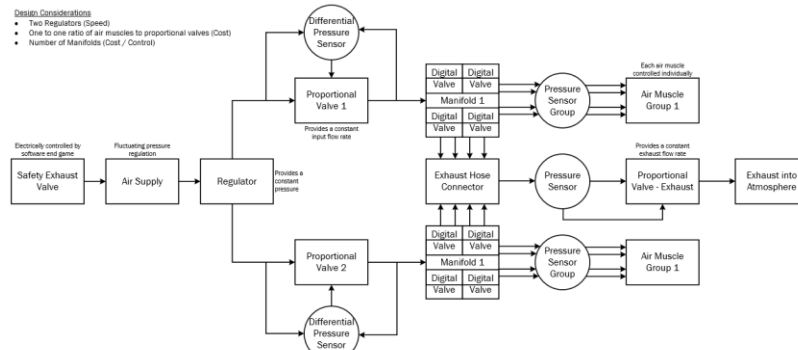 Design Considerations
• Two Regulators (Speed)
• One to one ratio of air muscles to proportional valves (Cost)
• Number of Manifolds (Cost / Control)
Differential
Pressure
Sensor
Proportional
Valve 1
Provides a constant
input flow rate
Digital
Valve
Digital
Valve
Manifold 1
Digital
Valve
Digital
Valve
Pressure
Sensor
Group
Each air muscle
controlled individually
Air Muscle
Group 1
Electrically controlled by
software end game
Safety Exhaust
Valve
Fluctuating pressure
regulation
Air Supply
Regulator
Provides a
constant
pressure
Exhaust Hose
Connector
Pressure
Sensor
Provides a constant
exhaust flow rate
Proportional
Valve - Exhaust
Exhaust into
Atmosphere
Proportional
Valve 2
Differential
Pressure
Sensor
Digital
Valve
Digital
Valve
Manifold 1
Digital
Valve
Digital
Valve
Pressure
Sensor
Group
Air Muscle
Group 1